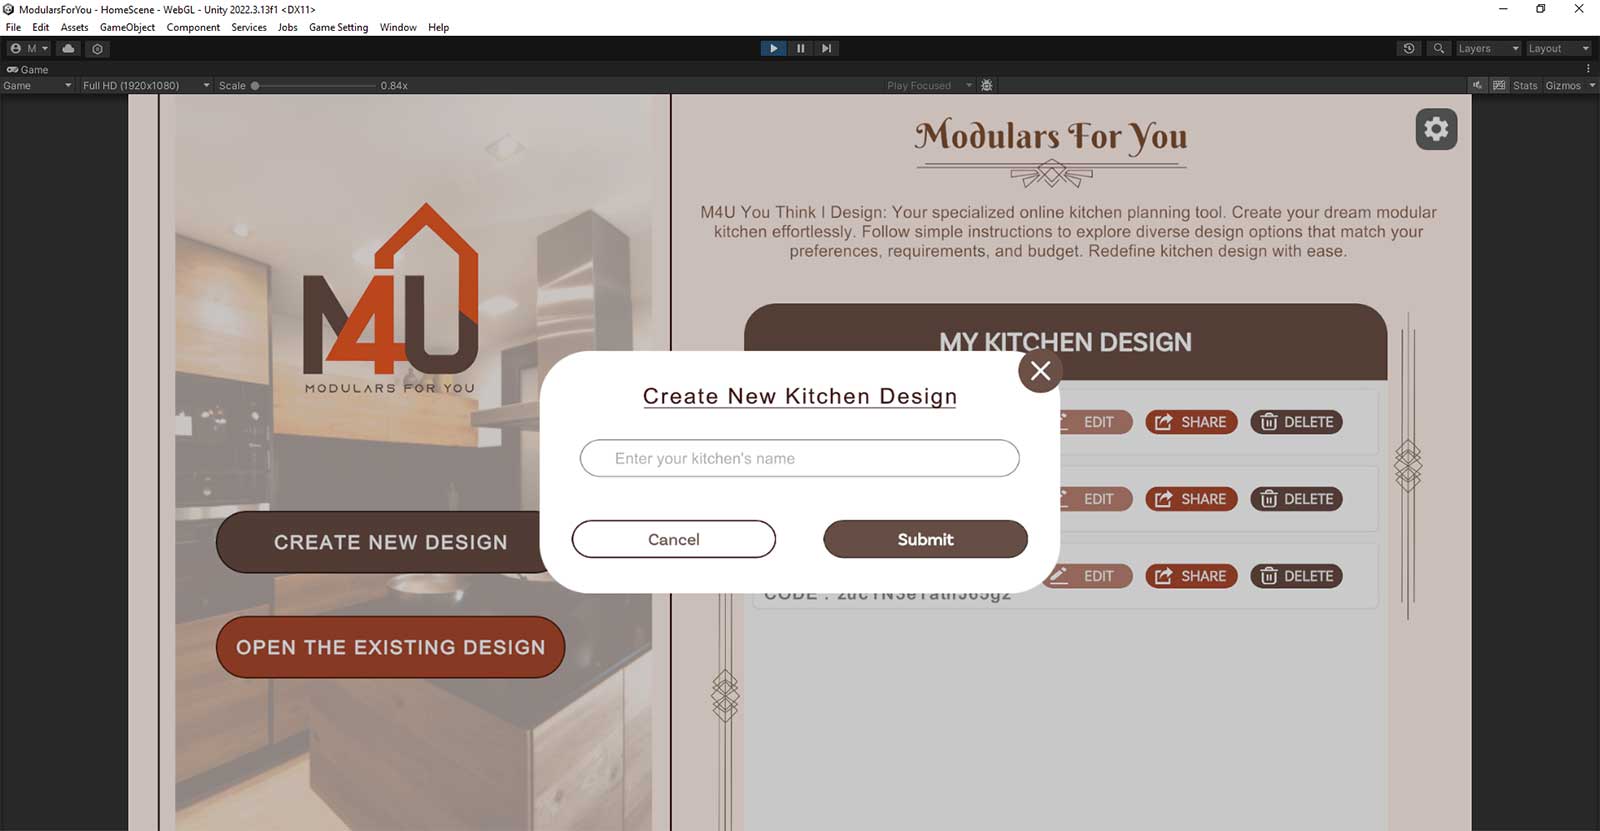 ModularsForYou - HomeScene - WebGL - Unity 2022.3.13f1 <DX11>
File Edit Assets GameObject Component Services Jobs Game Setting Window Help
M
Layers Layout
Game
Game Full HD (1920x1080) Scale 0.84x Play Focused Stats Gizmos
M4U
MODULARS FOR YOU
CREATE NEW DESIGN
OPEN THE EXISTING DESIGN
Modulars For You
M4U You Think I Design: Your specialized online kitchen planning tool. Create your dream modular
kitchen effortlessly. Follow simple instructions to explore diverse design options that match your
preferences, requirements, and budget. Redefine kitchen design with ease.
MY KITCHEN DESIGN
EDIT SHARE DELETE
EDIT SHARE DELETE
EDIT SHARE DELETE
CODE :
Create New Kitchen Design
Enter your kitchen's name
Cancel Submit